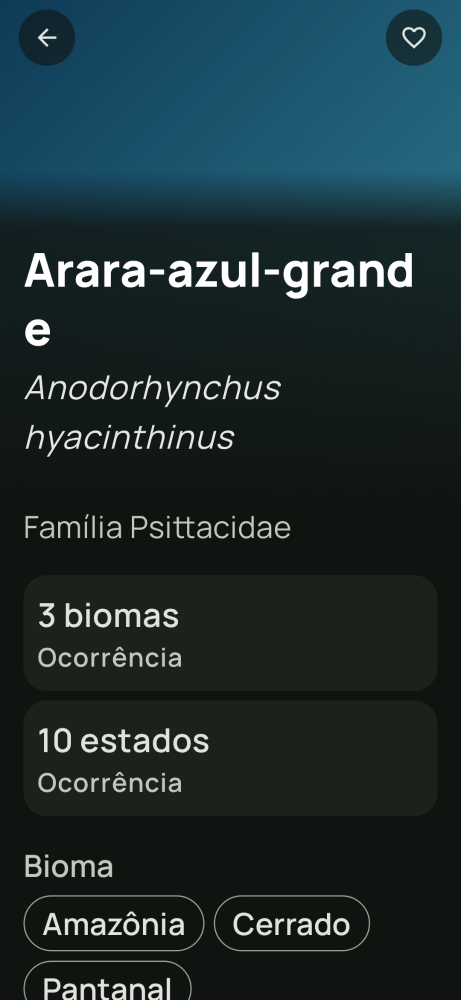 Arara-azul-grand
e
Anodorhynchus
hyacinthinus
Família Psittacidae
3 biomas
Ocorrência
10 estados
Ocorrência
Bioma
Amazônia Cerrado
Pantanal